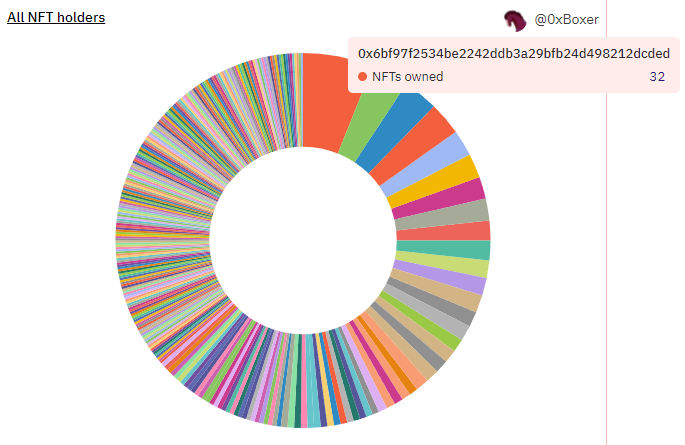 All NFT holders
@0xBoxer
0x6bf97f2534be2242ddb3a29bfb24d498212dcded
NFTs owned 32